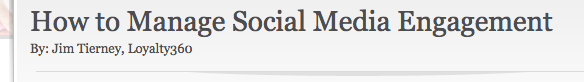 How to Manage Social Media Engagement
By: Jim Tierney, Loyalty360